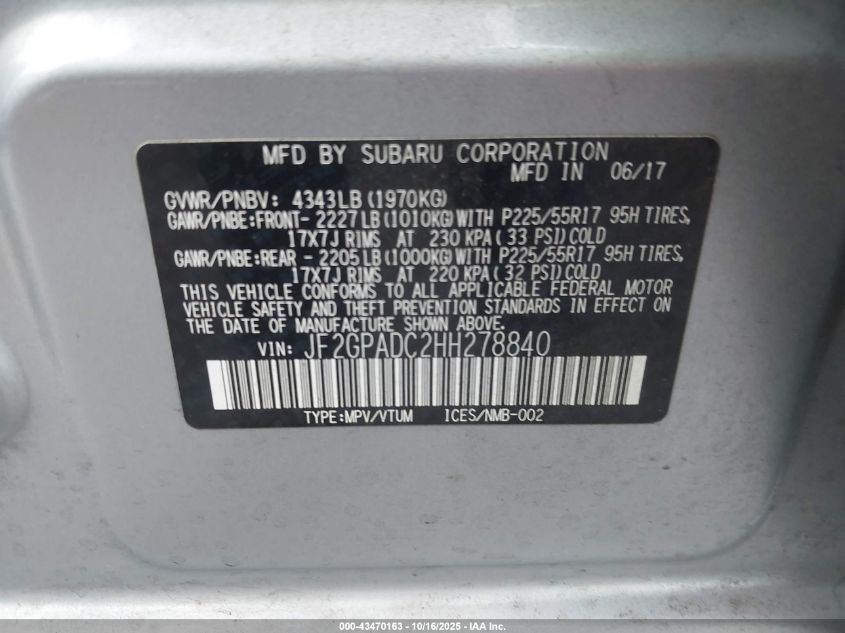 MFD BY SUBARU CORPORATION
MFD IN 06/17
GVWR/PNBV: 4343LB (1970KG)
GAWR/PNBE:FRONT- 2227LB(1010KG)WITH P225/55R17 95H TIRES,
17X7J RIMS AT 230 KPA( 33 PSI)COLD
GAWR/PNBE:REAR - 2205LB(1000KG)WITH P225/55R17 95H TIRES,
17X7J RIMS AT 220 KPA( 32 PSI)COLD
THIS VEHICLE CONFORMS TO ALL APPLICABLE FEDERAL MOTOR
VEHICLE SAFETY AND THEFT PREVENTION STANDARDS IN EFFECT ON
THE DATE OF MANUFACTURE SHOWN ABOVE.
VIN: JF2GPADC2HH278840
TYPE:MPV/VTUM ICES/NMB-002
000-43470163 - 10/16/2025 - IAA Inc.